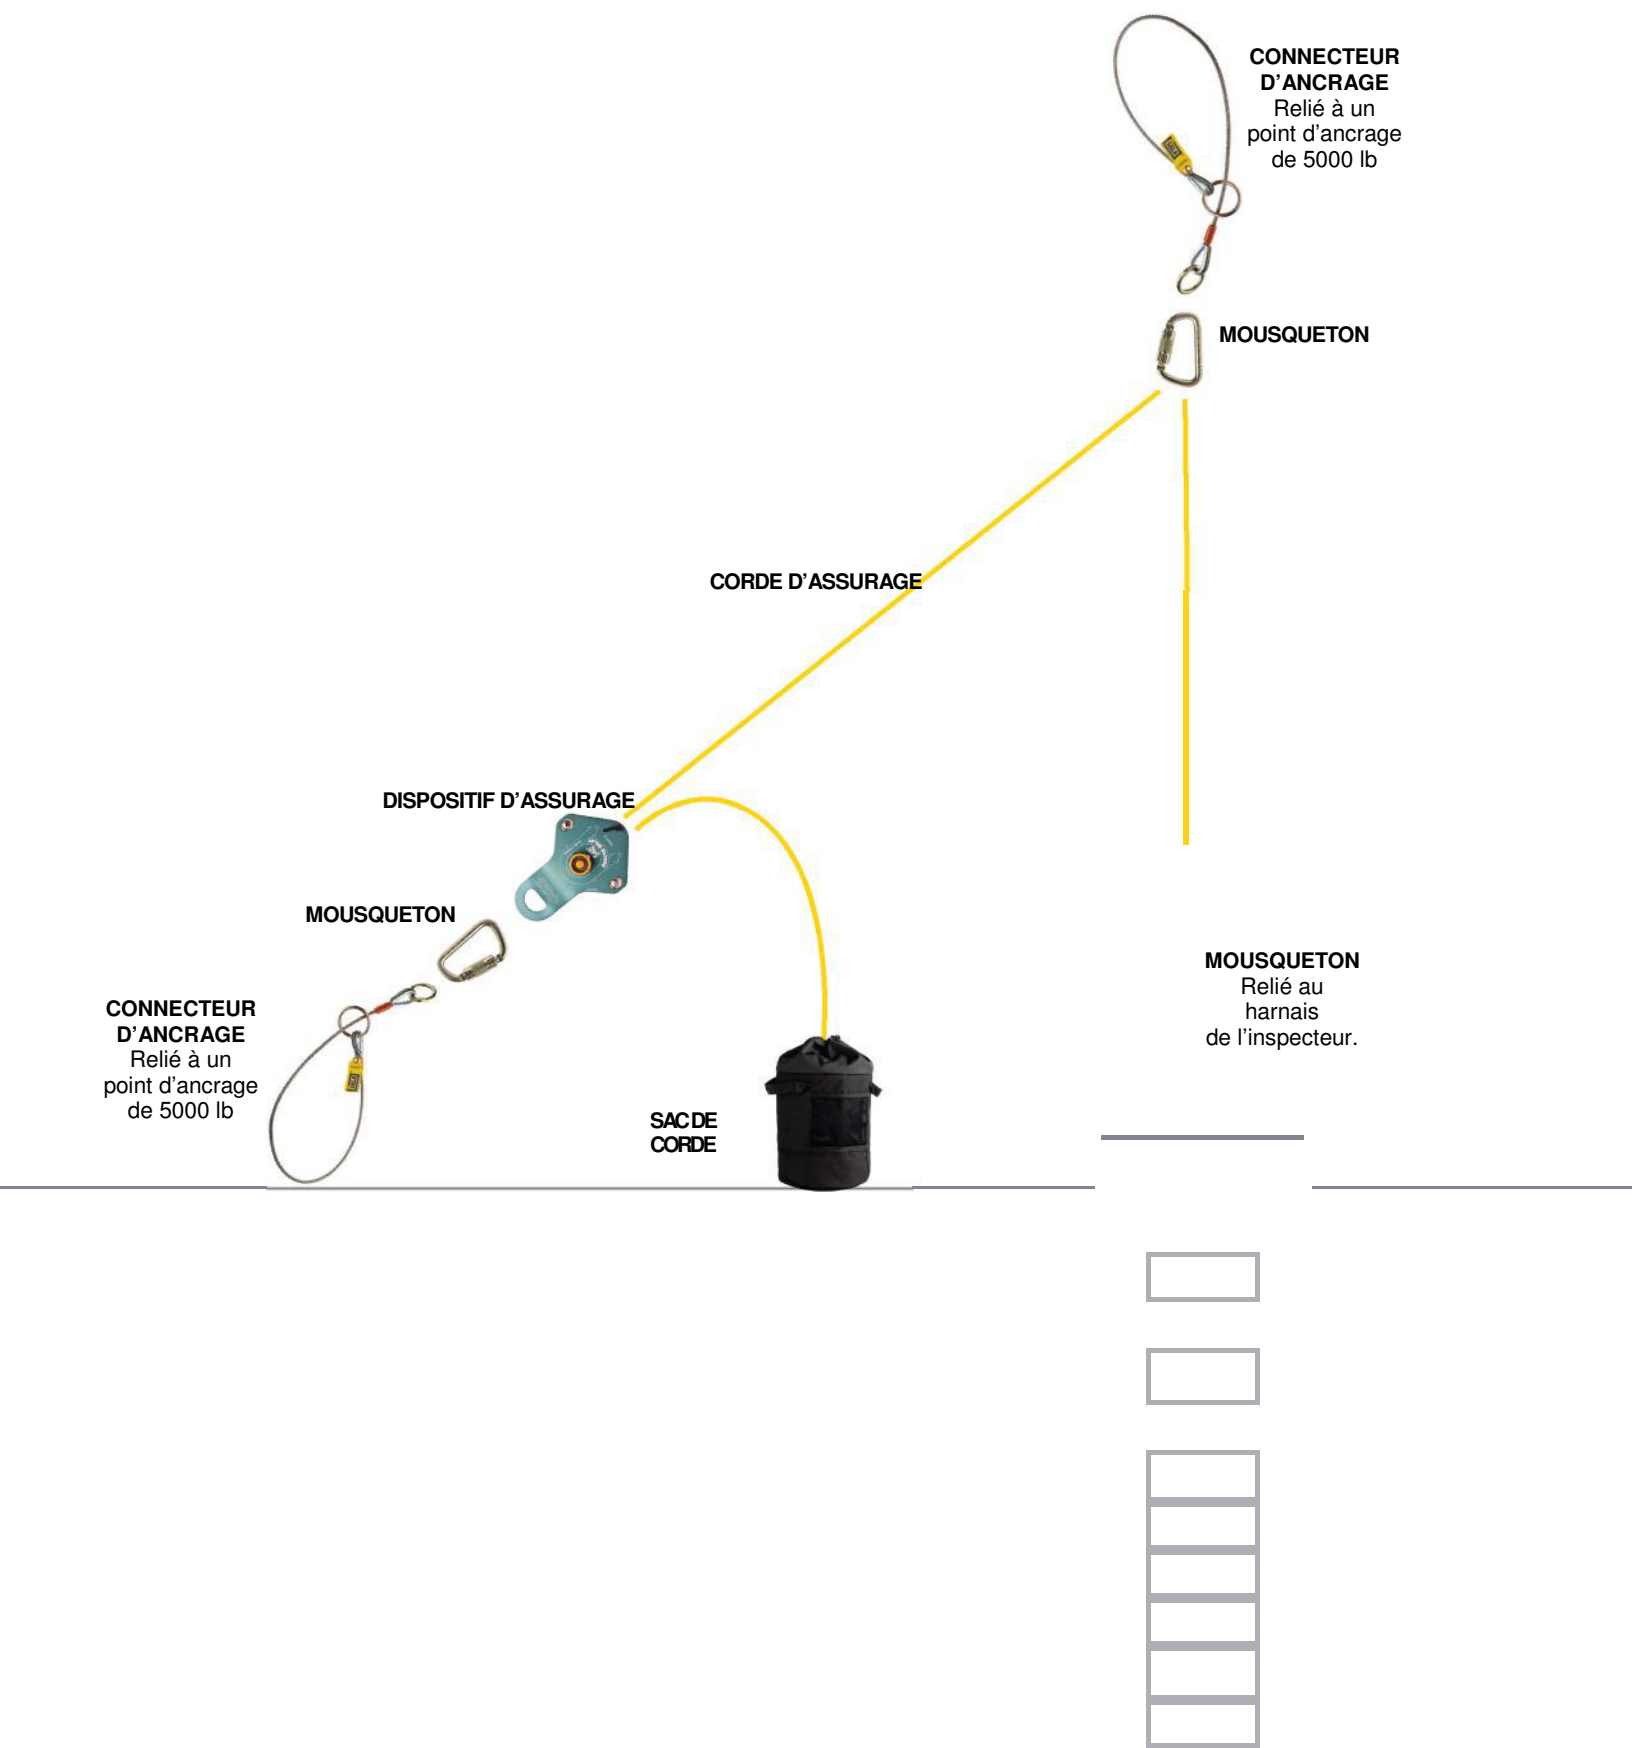 CONNECTEUR
D’ANCRAGE
Relié à un
point d’ancrage
de 5000 lb
MOUSQUETON
CORDE D’ASSURAGE
DISPOSITIF D’ASSURAGE
MOUSQUETON
CONNECTEUR
D’ANCRAGE
Relié à un
point d’ancrage
de 5000 lb
SAC DE
CORDE
MOUSQUETON
Relié au
harnais
de l’inspecteur.